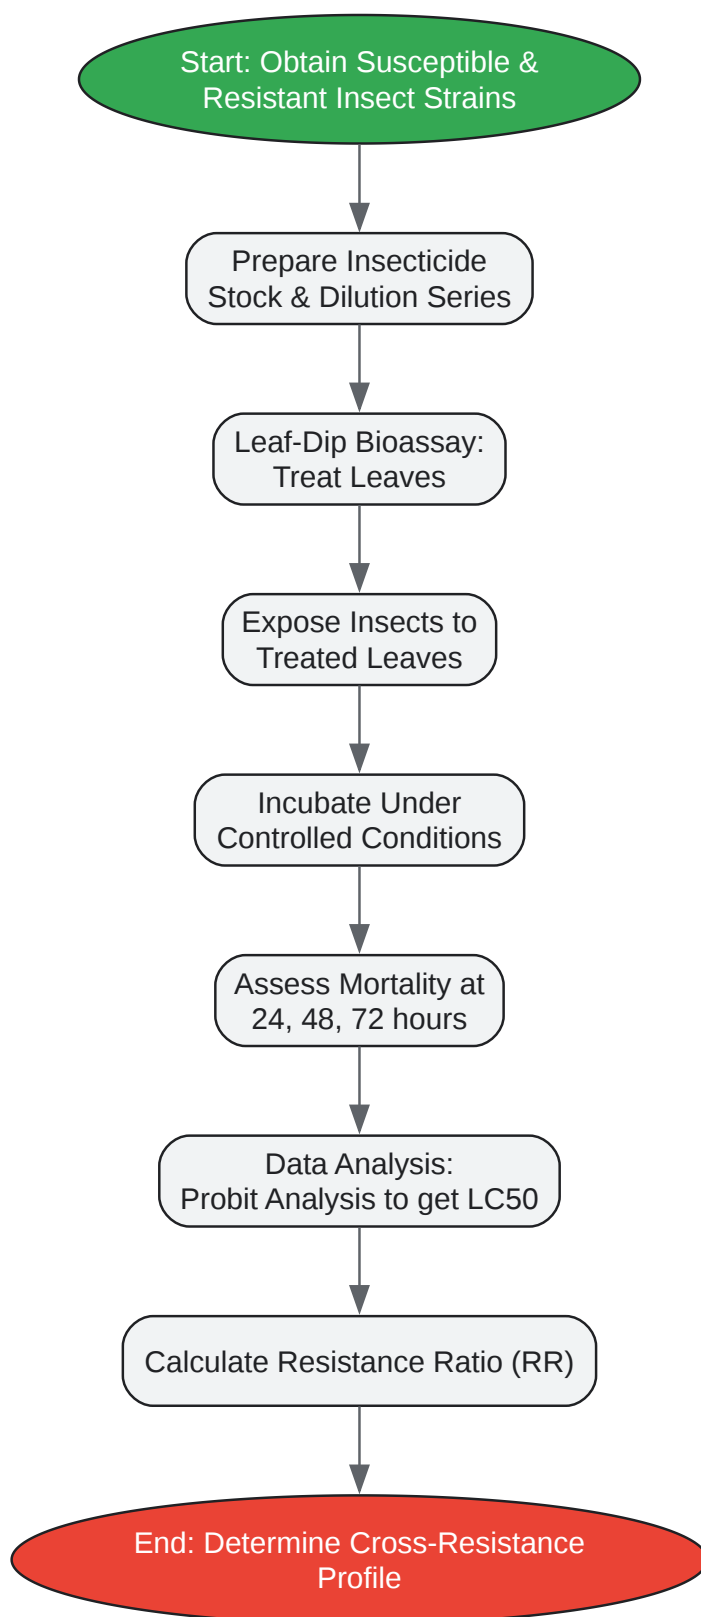 Start: Obtain Susceptible &
Resistant Insect Strains
Prepare Insecticide
Stock & Dilution Series
Leaf-Dip Bioassay:
Treat Leaves
Expose Insects to
Treated Leaves
Incubate Under
Controlled Conditions
Assess Mortality at
24, 48, 72 hours
Data Analysis:
Probit Analysis to get LC50
Calculate Resistance Ratio (RR)
End: Determine Cross-Resistance
Profile